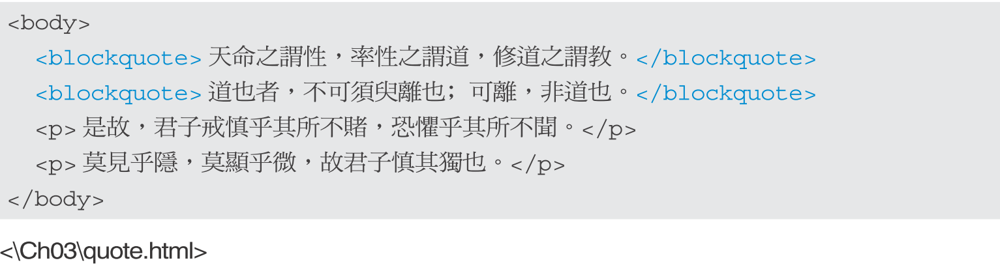 <body>
<blockquote> 天命之謂性，率性之謂道，修道之謂教。</blockquote>
<blockquote> 道也者，不可須臾離也; 可離，非道也。</blockquote>
<p> 是故，君子戒慎乎其所不賭，恐懼乎其所不聞。</p>
<p> 莫見乎隱，莫顯乎微，故君子慎其獨也。</p>
</body>
<\Ch03\quote.html>